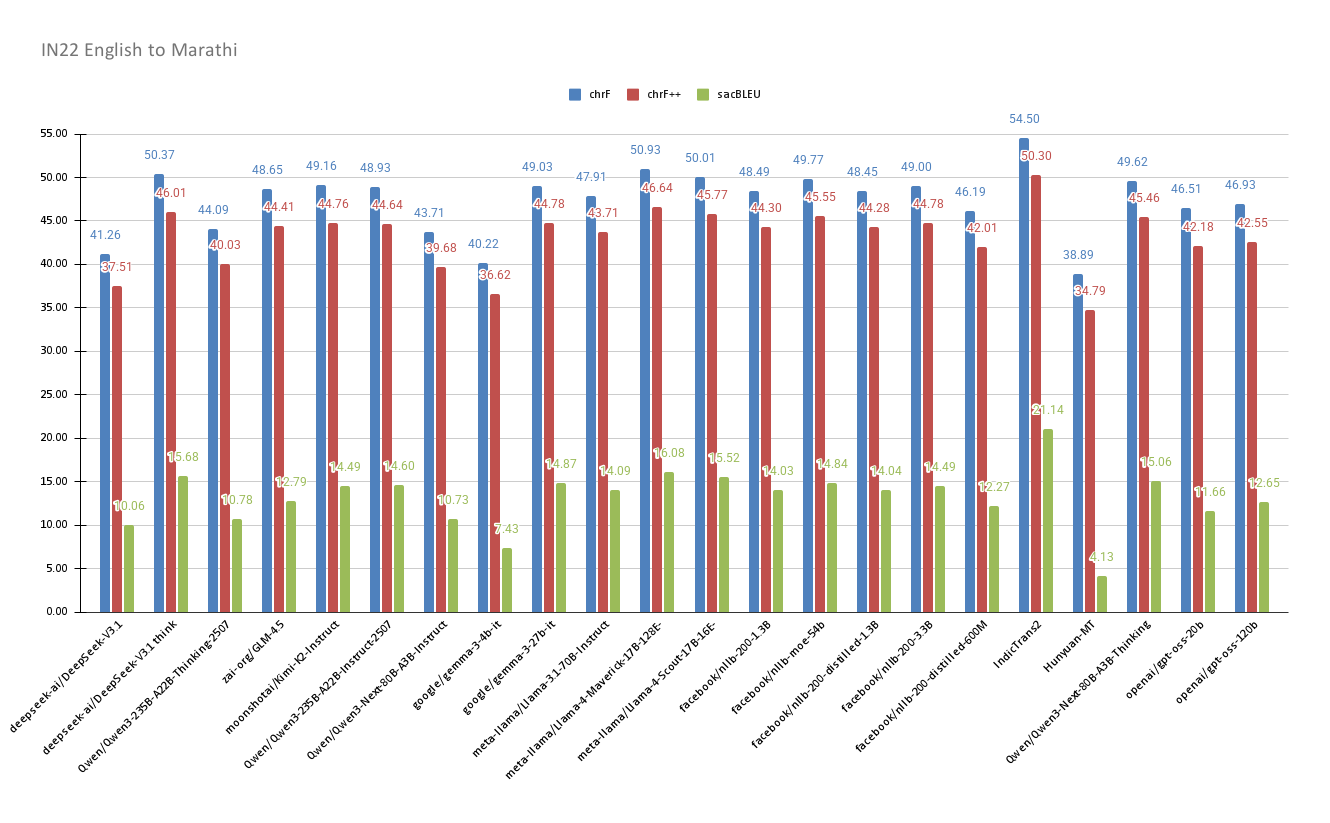 IN22 English to Marathi
chrF chrF++ sacBLEU
55.00
50.00
45.00
40.00
35.00
30.00
25.00
20.00
15.00
10.00
5.00
0.00
41.26 37.51 10.06
50.37 46.01 15.68
44.09 40.03 10.78
48.65 44.41 12.79
49.16 44.76 14.49
48.93 44.64 14.60
43.71 39.68 10.73
40.22 36.62 7.43
49.03 44.78 14.87
47.91 43.71 14.09
50.93 46.64 16.08
50.01 45.77 15.52
48.49 44.30 14.03
49.77 45.55 14.84
48.45 44.28 14.04
49.00 44.78 14.49
46.19 42.01 12.27
54.50 50.30 21.14
38.89 34.79 4.13
49.62 45.46 15.06
46.51 42.18 11.66
46.93 42.55 12.65
deepseek-ai/DeepSeek-V3.1
deepseek-ai/DeepSeek-V3.1 think
Qwen/Qwen3-235B-A22B-Thinking-2507
zai-org/GLM-4.5
moonshotai/Kimi-K2-Instruct
Qwen/Qwen3-235B-A22B-Instruct-2507
Qwen/Qwen3-Next-80B-A3B-Instruct
google/gemma-3-4b-it
google/gemma-3-27b-it
meta-llama/Llama-3.1-70B-Instruct
meta-llama/Llama-4-Maverick-17B-128E-
meta-llama/Llama-4-Scout-17B-16E-
facebook/nllb-200-1.3B
facebook/nllb-moe-54b
facebook/nllb-200-distilled-1.3B
facebook/nllb-200-3.3B
facebook/nllb-200-distilled-600M
IndicTrans2
Hunyuan-MT
Qwen/Qwen3-Next-80B-A3B-Thinking
openai/gpt-oss-20b
openai/gpt-oss-120b